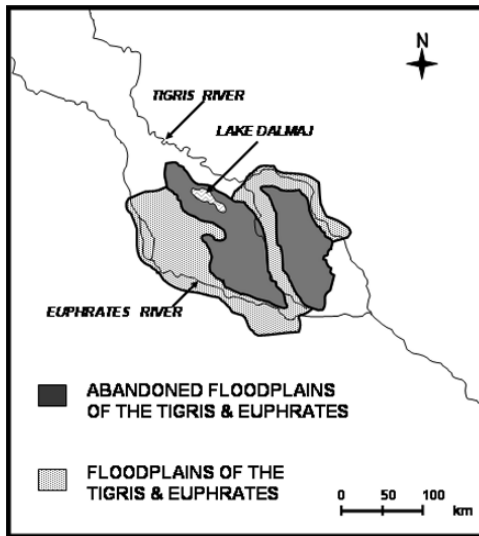 N
TIGRIS RIVER
LAKE DALMAJ
EUPHRATES RIVER
ABANDONED FLOODPLAINS
OF THE TIGRIS & EUPHRATES
FLOODPLAINS OF THE
TIGRIS & EUPHRATES
0 50 100
km